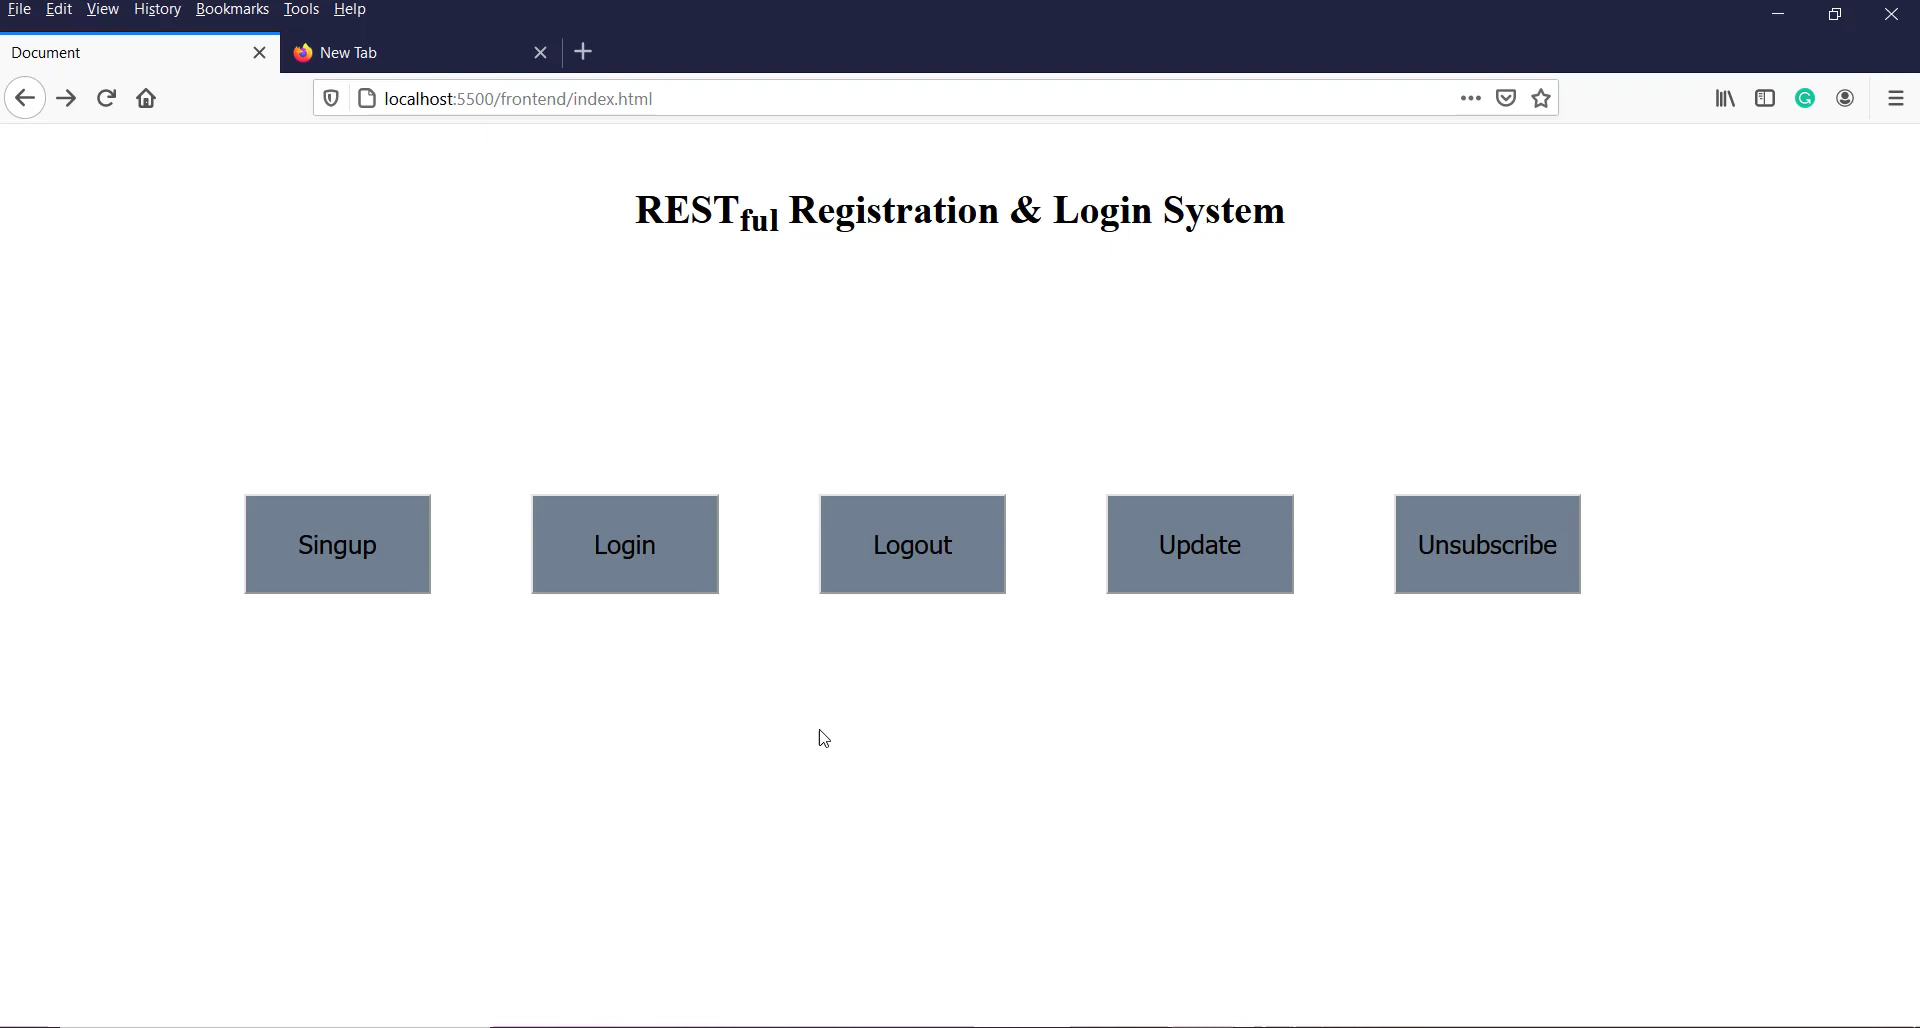 File Edit View History Bookmarks Tools Help
Document
New Tab
localhost:5500/frontend/index.html
RESTful Registration & Login System
Singup
Login
Logout
Update
Unsubscribe